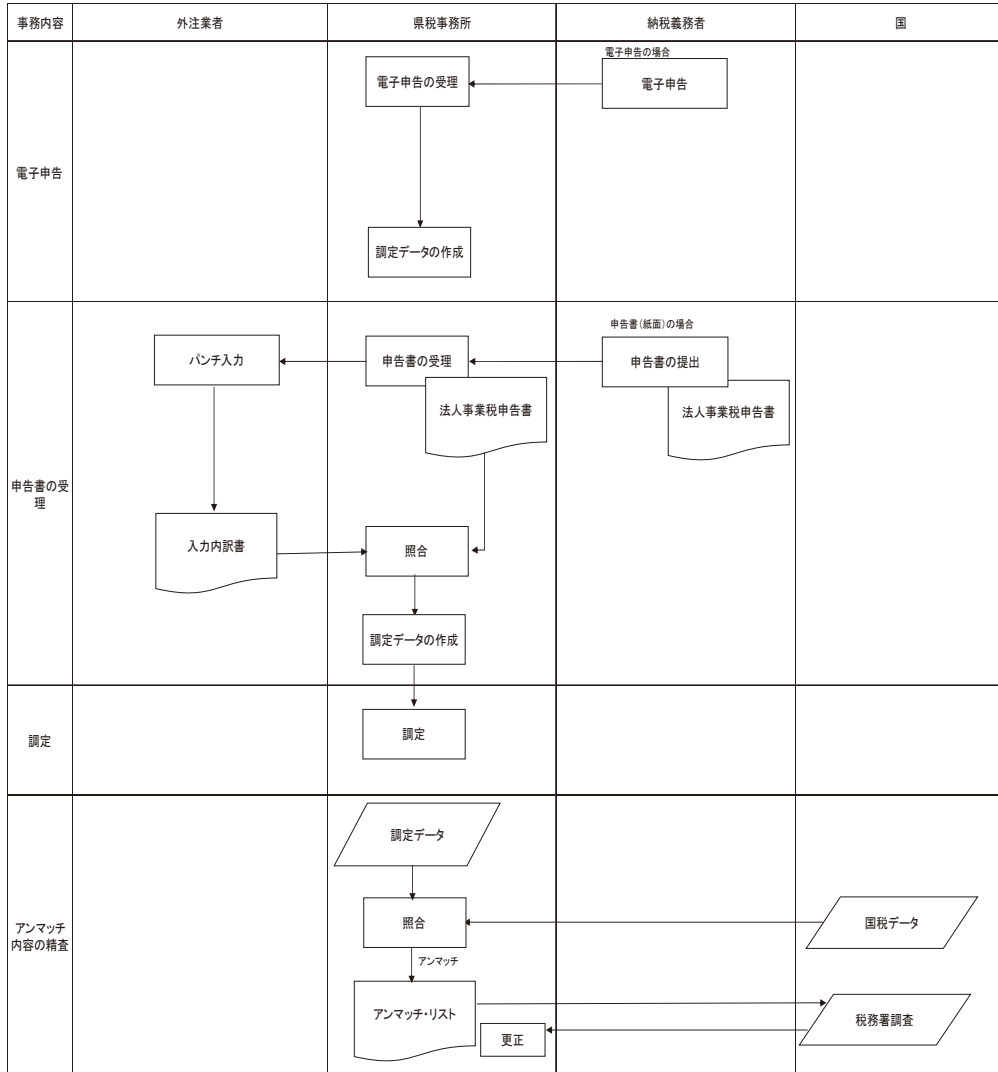 事務内容
外注業者
県税事務所
納税義務者
国
電子申告
電子申告の場合
電子申告
電子申告の受理
調定データの作成
申告書の受
理
申告書(紙面)の場合
パンチ入力
申告書の受理
申告書の提出
法人事業税申告書
法人事業税申告書
入力内訳書
照合
調定データの作成
調定
調定
アンマッチ
内容の精査
調定データ
照合
国税データ
アンマッチ
アンマッチ・リスト
税務署調査
更正